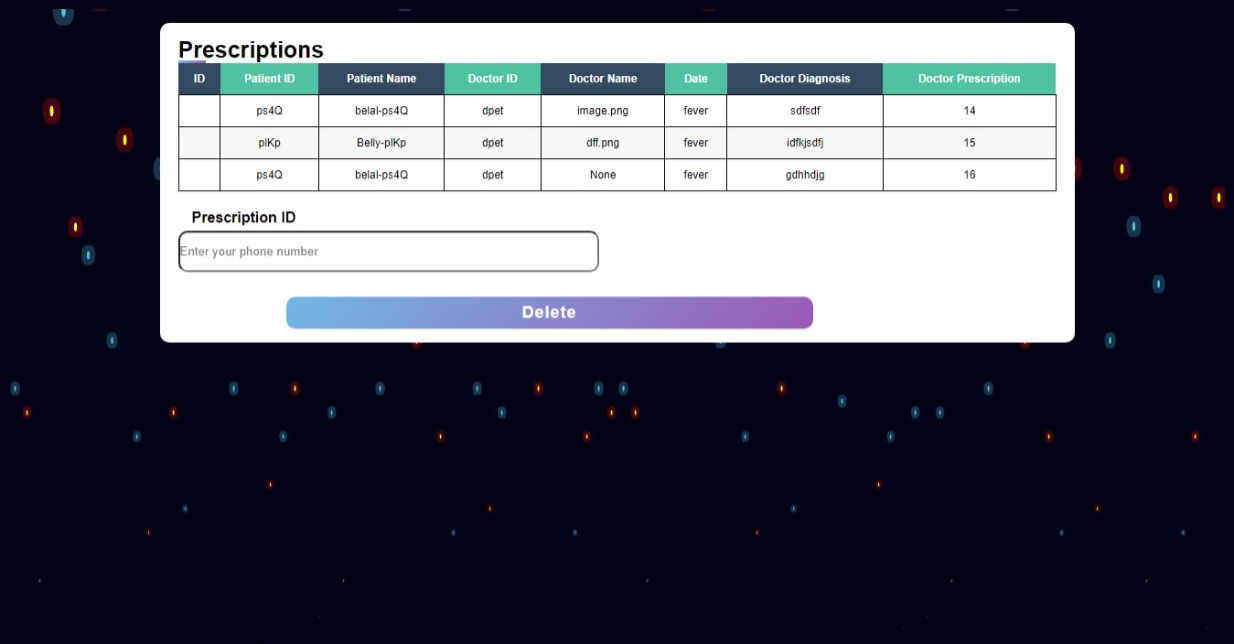 Prescriptions
ID Patient ID Patient Name Doctor ID Doctor Name Date Doctor Diagnosis Doctor Prescription
ps4Q belal-ps4Q dpet image.png fever sdfsdf 14
plKp Belly-plKp dpet dff.png fever idfkjsdfj 15
ps4Q belal-ps4Q dpet None fever gdhhdjg 16
Prescription ID
Enter your phone number
Delete